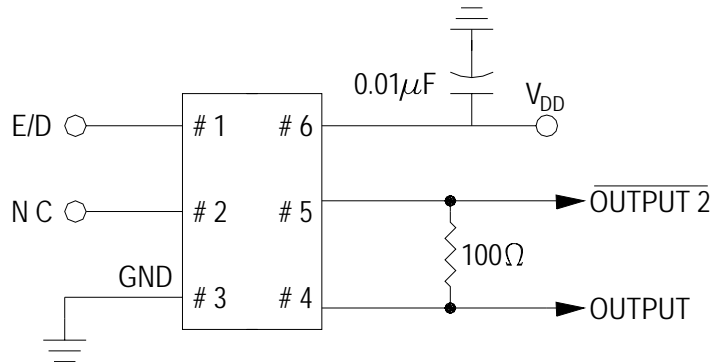 0.01µF
V_DD
E/D
# 1
# 6
N C
# 2
# 5
OUTPUT 2
100Ω
GND
# 3
# 4
OUTPUT